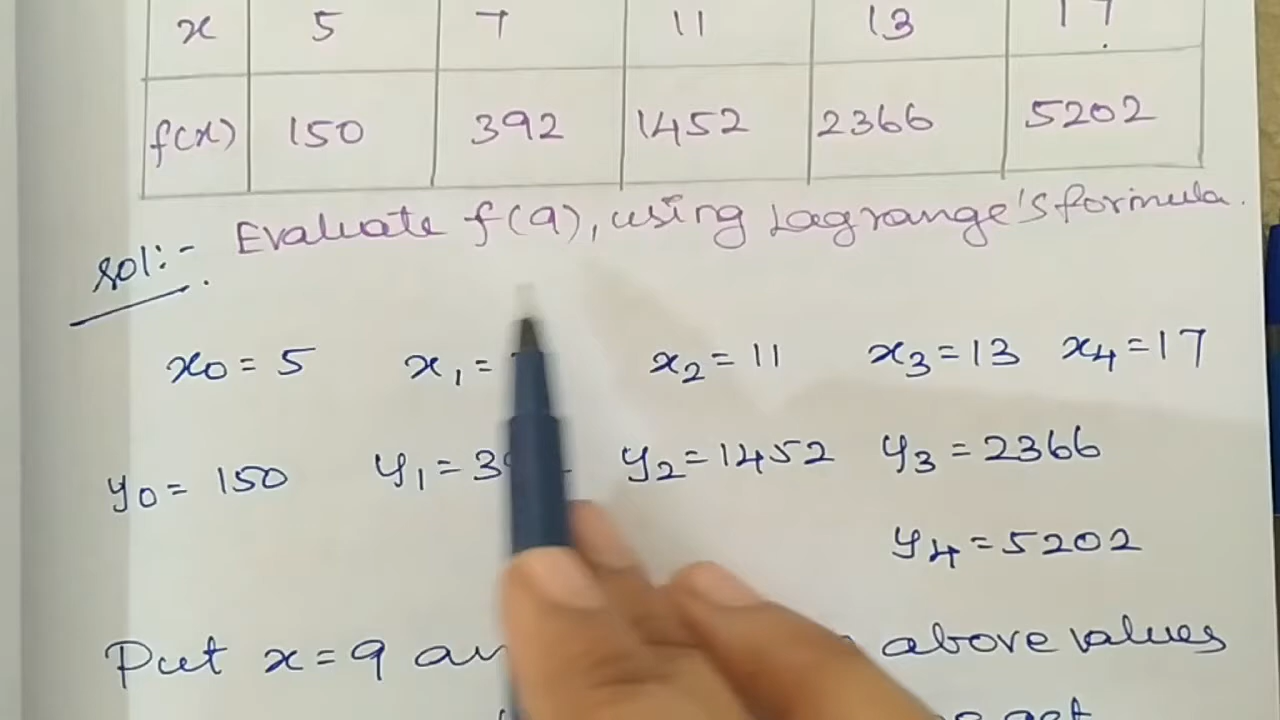 x 5 7 11 13 17
f(x) 150 392 1452 2366 5202
Evaluate f(9), using Lagrange's formula.
sol:-
x0 = 5 x1 = x2 = 11 x3 = 13 x4 = 17
y0 = 150 y1 = y2 = 1452 y3 = 2366
y4 = 5202
Put x = 9 above values
get